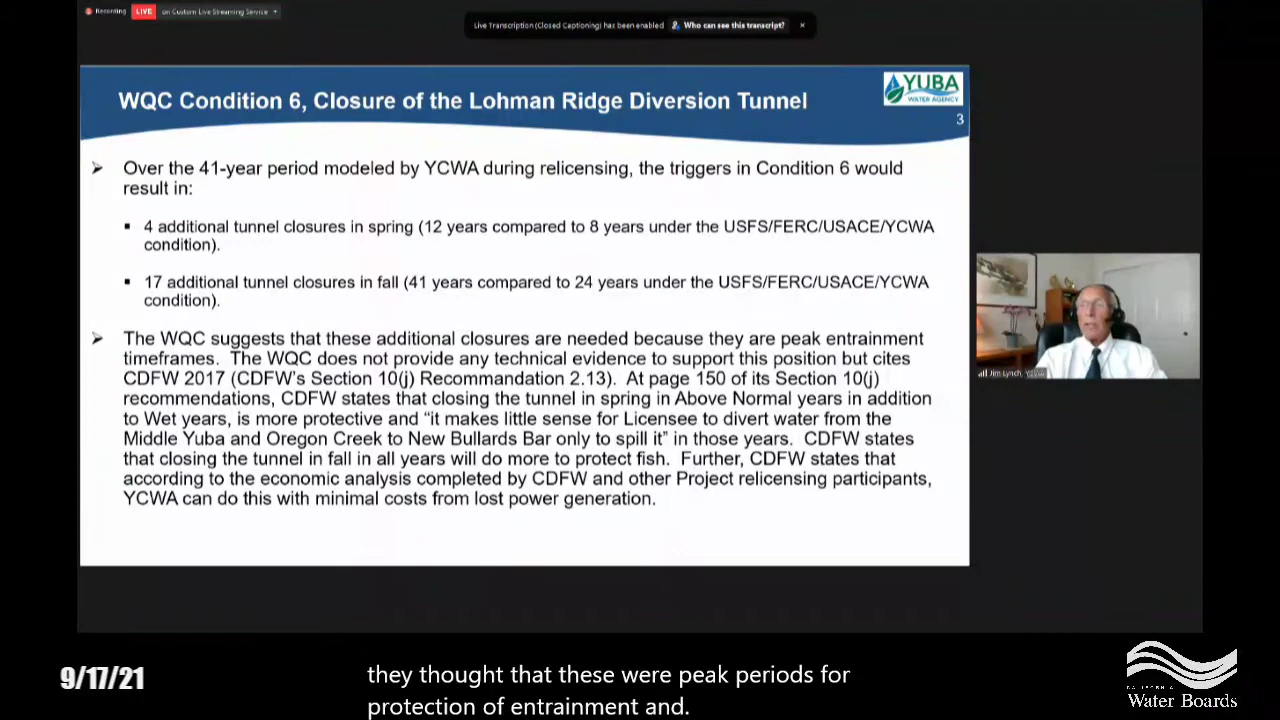 Recording LIVE on Custom Live Streaming Service
Live Transcription (Closed Captioning) has been enabled Who can see this transcript? ×
WQC Condition 6, Closure of the Lohman Ridge Diversion Tunnel
YUBA
WATER AGENCY
3
Over the 41-year period modeled by YCWA during relicensing, the triggers in Condition 6 would
result in:
4 additional tunnel closures in spring (12 years compared to 8 years under the USFS/FERC/USACE/YCWA
condition).
17 additional tunnel closures in fall (41 years compared to 24 years under the USFS/FERC/USACE/YCWA
condition).
The WQC suggests that these additional closures are needed because they are peak entrainment
timeframes. The WQC does not provide any technical evidence to support this position but cites
CDFW 2017 (CDFW's Section 10(j) Recommandation 2.13). At page 150 of its Section 10(j)
recommendations, CDFW states that closing the tunnel in spring in Above Normal years in addition
to Wet years, is more protective and “it makes little sense for Licensee to divert water from the
Middle Yuba and Oregon Creek to New Bullards Bar only to spill it” in those years. CDFW states
that closing the tunnel in fall in all years will do more to protect fish. Further, CDFW states that
according to the economic analysis completed by CDFW and other Project relicensing participants,
YCWA can do this with minimal costs from lost power generation.
Jim Lynch,
they thought that these were peak periods for
protection of entrainment and.
9/17/21
CALIFORNIA
Water Boards